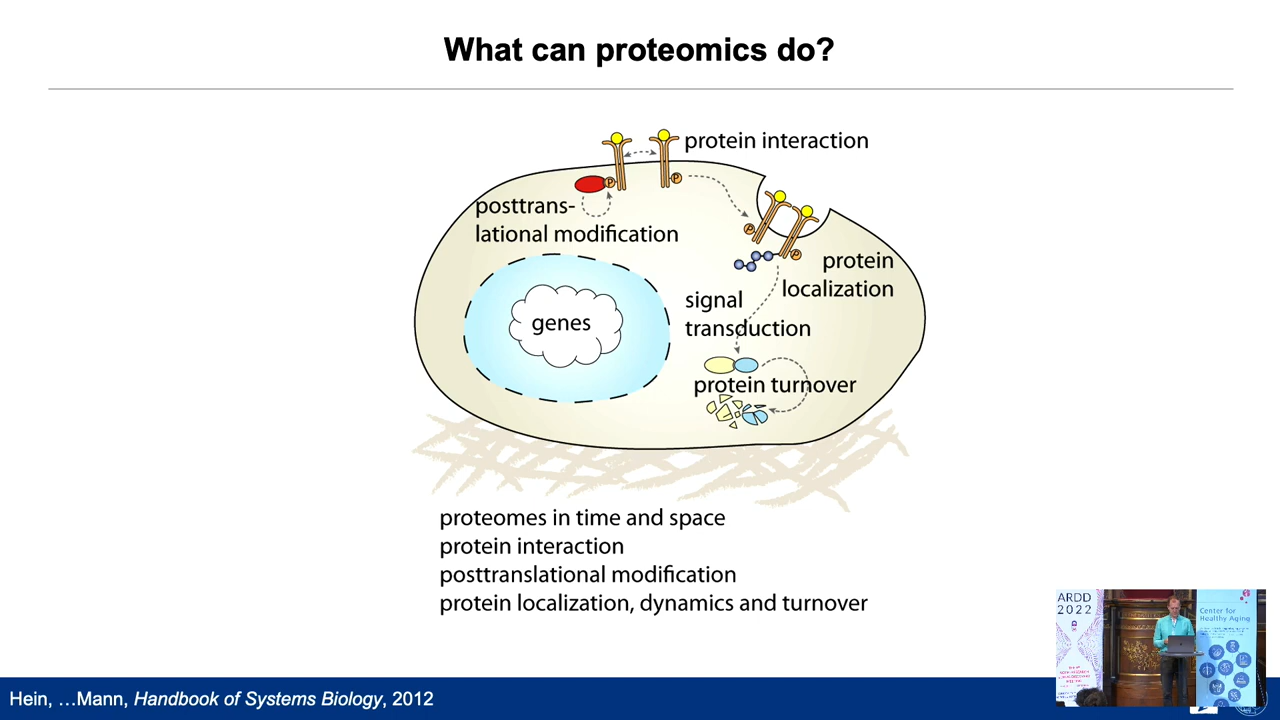 What can proteomics do?
protein interaction
P
P
posttrans-
lational modification
P
P
protein
localization
signal
transduction
genes
protein turnover
proteomes in time and space
protein interaction
posttranslational modification
protein localization, dynamics and turnover
ARDD
2022
Center for
Healthy Aging
Hein, …Mann, Handbook of Systems Biology, 2012